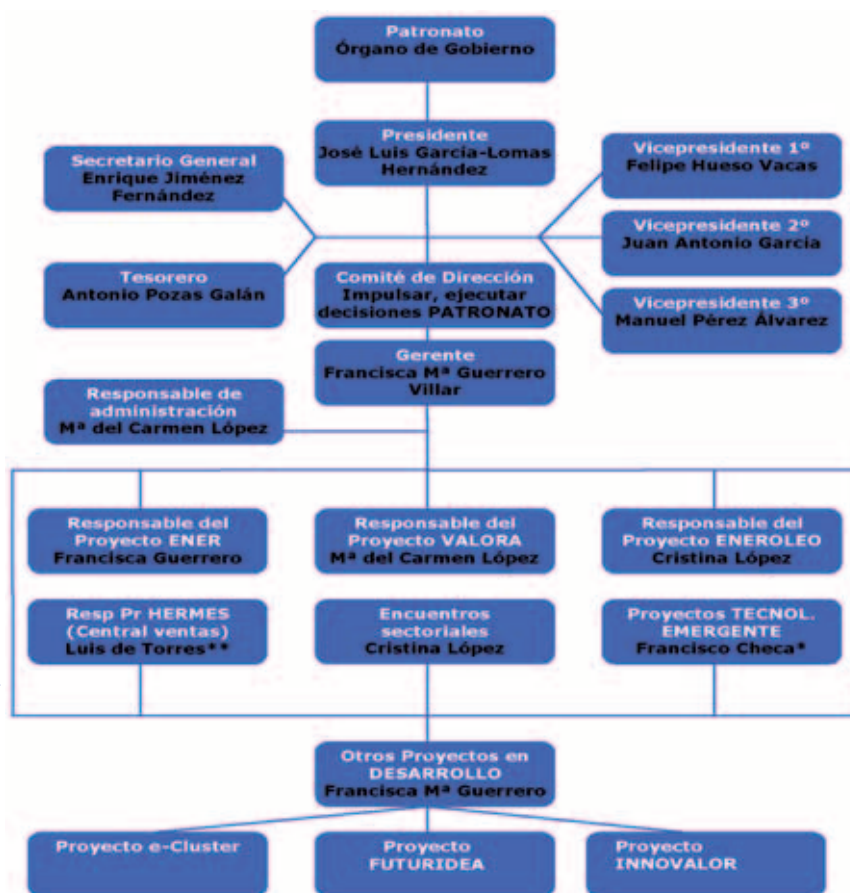 Patronato
Órgano de Gobierno
Presidente
José Luis García-Lomas
Hernández
Secretario General
Enrique Jiménez
Fernández
Vicepresidente 1º
Felipe Hueso Vacas
Vicepresidente 2º
Juan Antonio García
Tesorero
Antonio Pozas Galán
Comité de Dirección
Impulsar, ejecutar
decisiones PATRONATO
Vicepresidente 3º
Manuel Pérez Álvarez
Gerente
Francisca Mª Guerrero
Villar
Responsable de
administración
Mª del Carmen López
Responsable del
Proyecto ENER
Francisca Guerrero
Responsable del
Proyecto VALORA
Mª del Carmen López
Responsable del
Proyecto ENEROLEO
Cristina López
Resp Pr HERMES
(Central ventas)
Luis de Torres**
Encuentros
sectoriales
Cristina López
Proyectos TECNOL.
EMERGENTE
Francisco Checa*
Otros Proyectos en
DESARROLLO
Francisca Mª Guerrero
Proyecto e-Cluster
Proyecto
FUTURIDEA
Proyecto
INNOVALOR